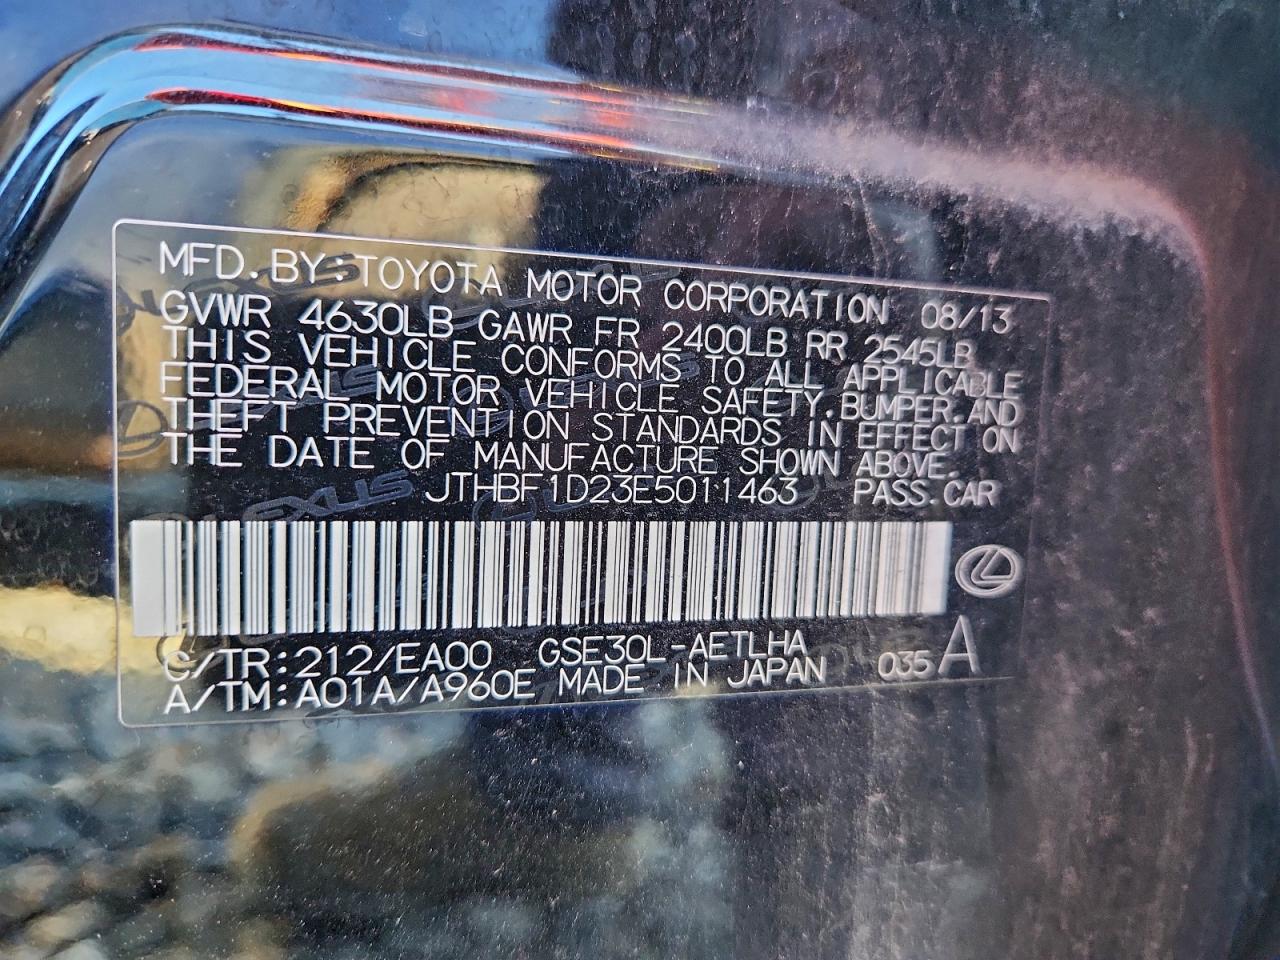 MFD.BY:TOYOTA MOTOR CORPORATION 08/13
GVWR 4630LB GAWR FR 2400LB RR 2545LB
THIS VEHICLE CONFORMS TO ALL APPLICABLE
FEDERAL MOTOR VEHICLE SAFETY,BUMPER,AND
THEFT PREVENTION STANDARDS IN EFFECT ON
THE DATE OF MANUFACTURE SHOWN ABOVE.
JTHBF1D23E5011463 PASS.CAR
C/TR:212/EA00 GSE30L-AETLHA
A/TM:A01A/A960E MADE IN JAPAN 035 A